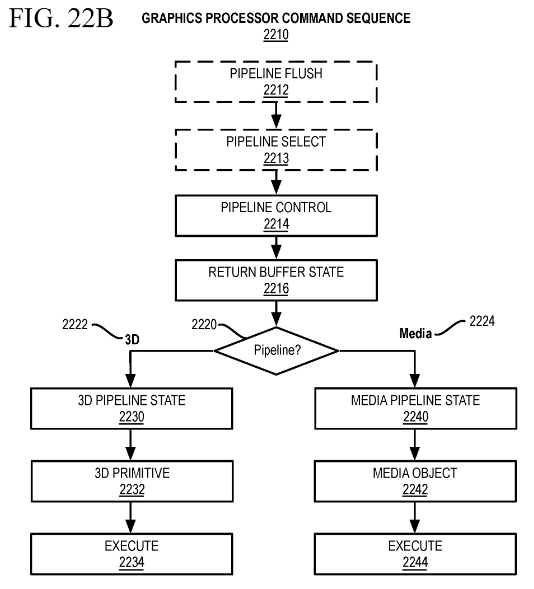 FIG. 22B
GRAPHICS PROCESSOR COMMAND SEQUENCE
2210
PIPELINE FLUSH
2212
PIPELINE SELECT
2213
PIPELINE CONTROL
2214
RETURN BUFFER STATE
2216
2222
3D
2220
Media
2224
Pipeline?
3D PIPELINE STATE
2230
MEDIA PIPELINE STATE
2240
3D PRIMITIVE
2232
MEDIA OBJECT
2242
EXECUTE
2234
EXECUTE
2244